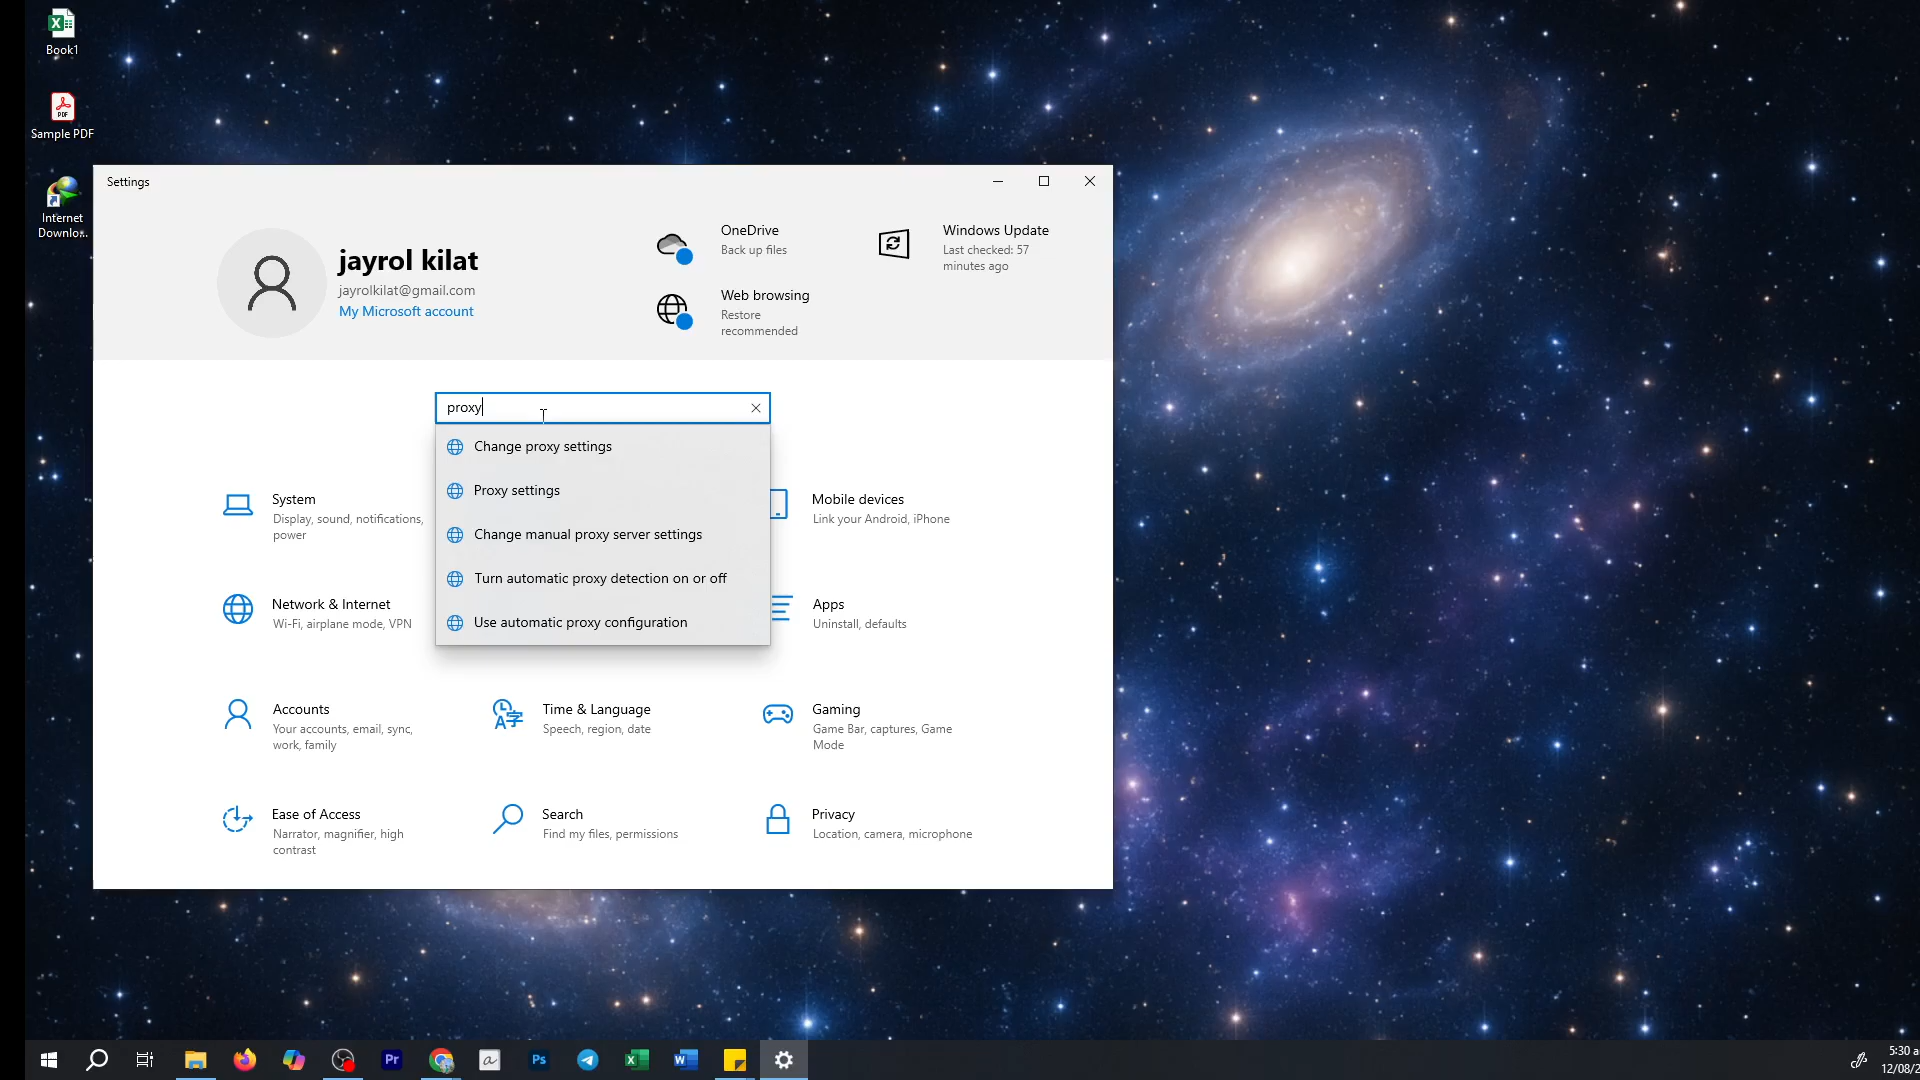 Book1
Sample PDF
Internet
Downlo...
Settings
jayrol kilat
jayrolkilat@gmail.com
My Microsoft account
OneDrive
Back up files
Web browsing
Restore
recommended
Windows Update
Last checked: 57
minutes ago
proxy
Change proxy settings
Proxy settings
Change manual proxy server settings
Turn automatic proxy detection on or off
Use automatic proxy configuration
System
Display, sound, notifications,
power
Mobile devices
Link your Android, iPhone
Network & Internet
Wi-Fi, airplane mode, VPN
Apps
Uninstall, defaults
Accounts
Your accounts, email, sync,
work, family
Time & Language
Speech, region, date
Gaming
Game Bar, captures, Game
Mode
Ease of Access
Narrator, magnifier, high
contrast
Search
Find my files, permissions
Privacy
Location, camera, microphone
Pr
Ps
5:30 a
12/08/2